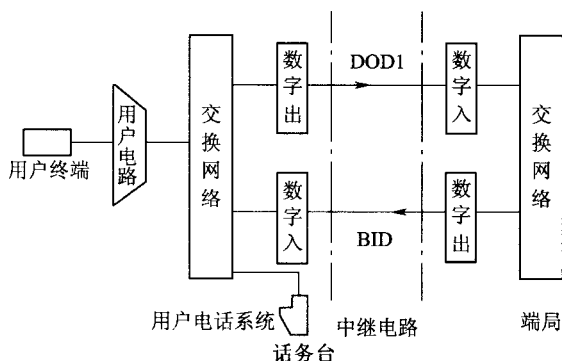 用户终端
用户电路
交换网络
数字出
DOD1
数字入
交换网络
数字入
BID
数字出
用户电话系统
中继电路
端局
话务台